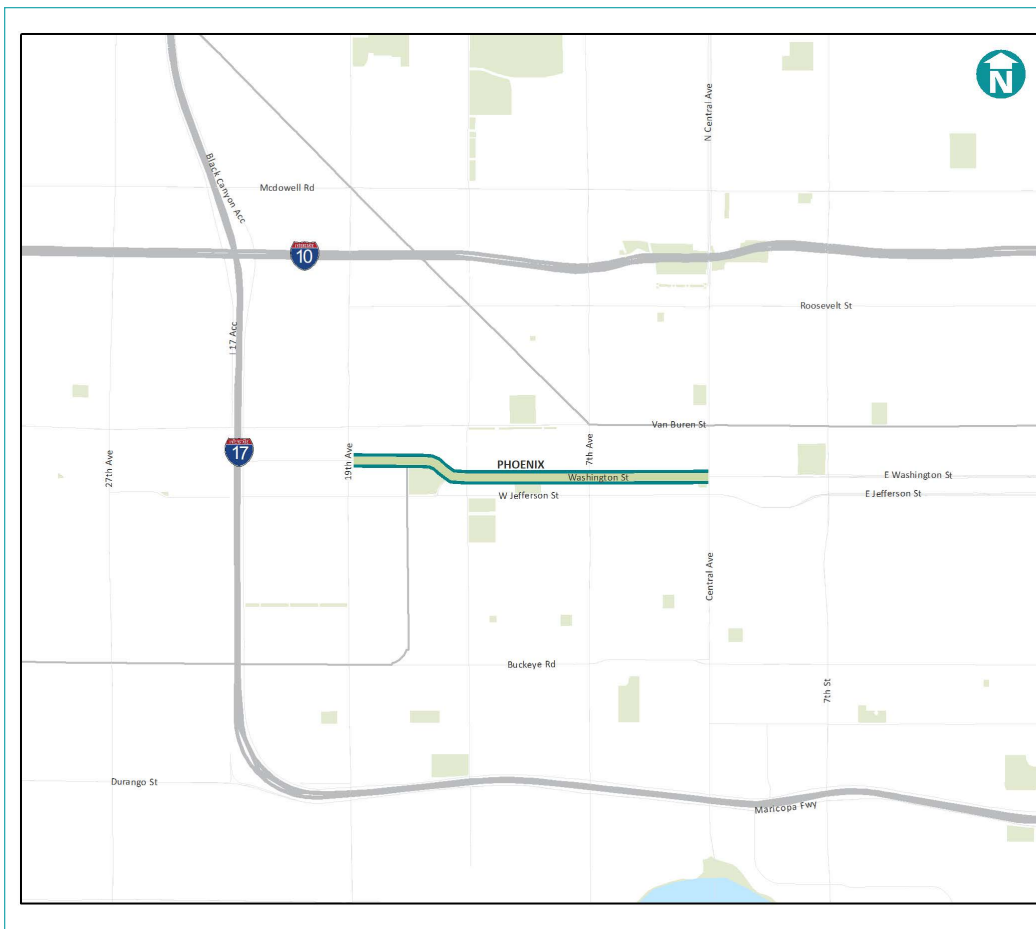 N
N Central Ave
Black Canyon Acc
Mcdowell Rd
10
Roosevelt St
I 17 Acc
Van Buren St
27th Ave
17
19th Ave
7th Ave
PHOENIX
Washington St
E Washington St
W Jefferson St
E Jefferson St
Central Ave
Buckeye Rd
7th St
Durango St
Maricopa Fwy